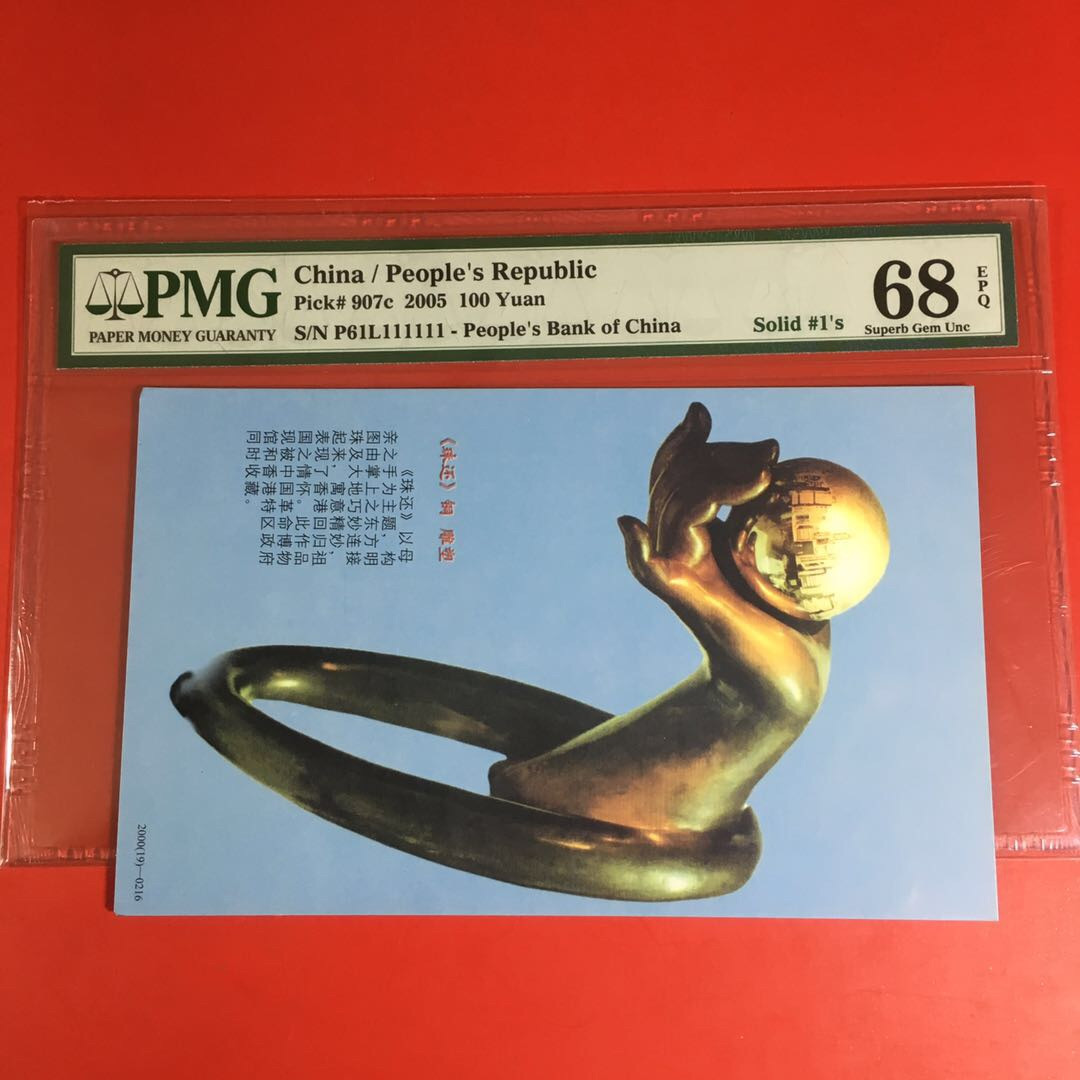 PMG
PAPER MONEY GUARANTY
China / People's Republic
Pick# 907c 2005 100 Yuan
S/N P61L111111 - People's Bank of China
Solid #1's
68
EPQ
Superb Gem Unc
《珠还》铜 雕塑
《珠还》以母
亲之手为主题，构
图由掌上之东方明
珠及大地巧妙连接
起来，寓意精妙，
表现了香港回归祖
国之情怀。此作品
现被中国革命博物
馆和香港特区政府
同时收藏。
2000(19)—0216